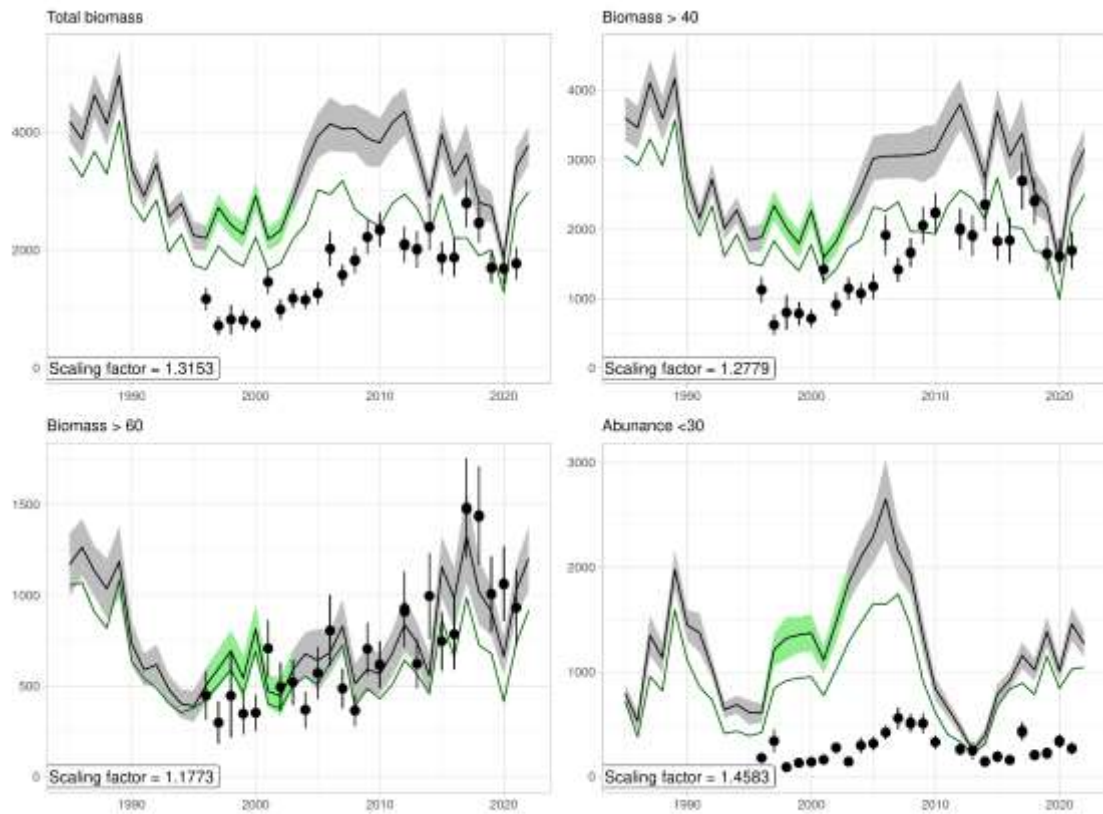 Total biomass
4000
2000
0
Scaling factor = 1.3153
1990 2000 2010 2020
Biomass > 40
4000
3000
2000
1000
0
Scaling factor = 1.2779
1990 2000 2010 2020
Biomass > 60
1500
1000
500
0
Scaling factor = 1.1773
1990 2000 2010 2020
Abunance <30
3000
2000
1000
0
Scaling factor = 1.4583
1990 2000 2010 2020